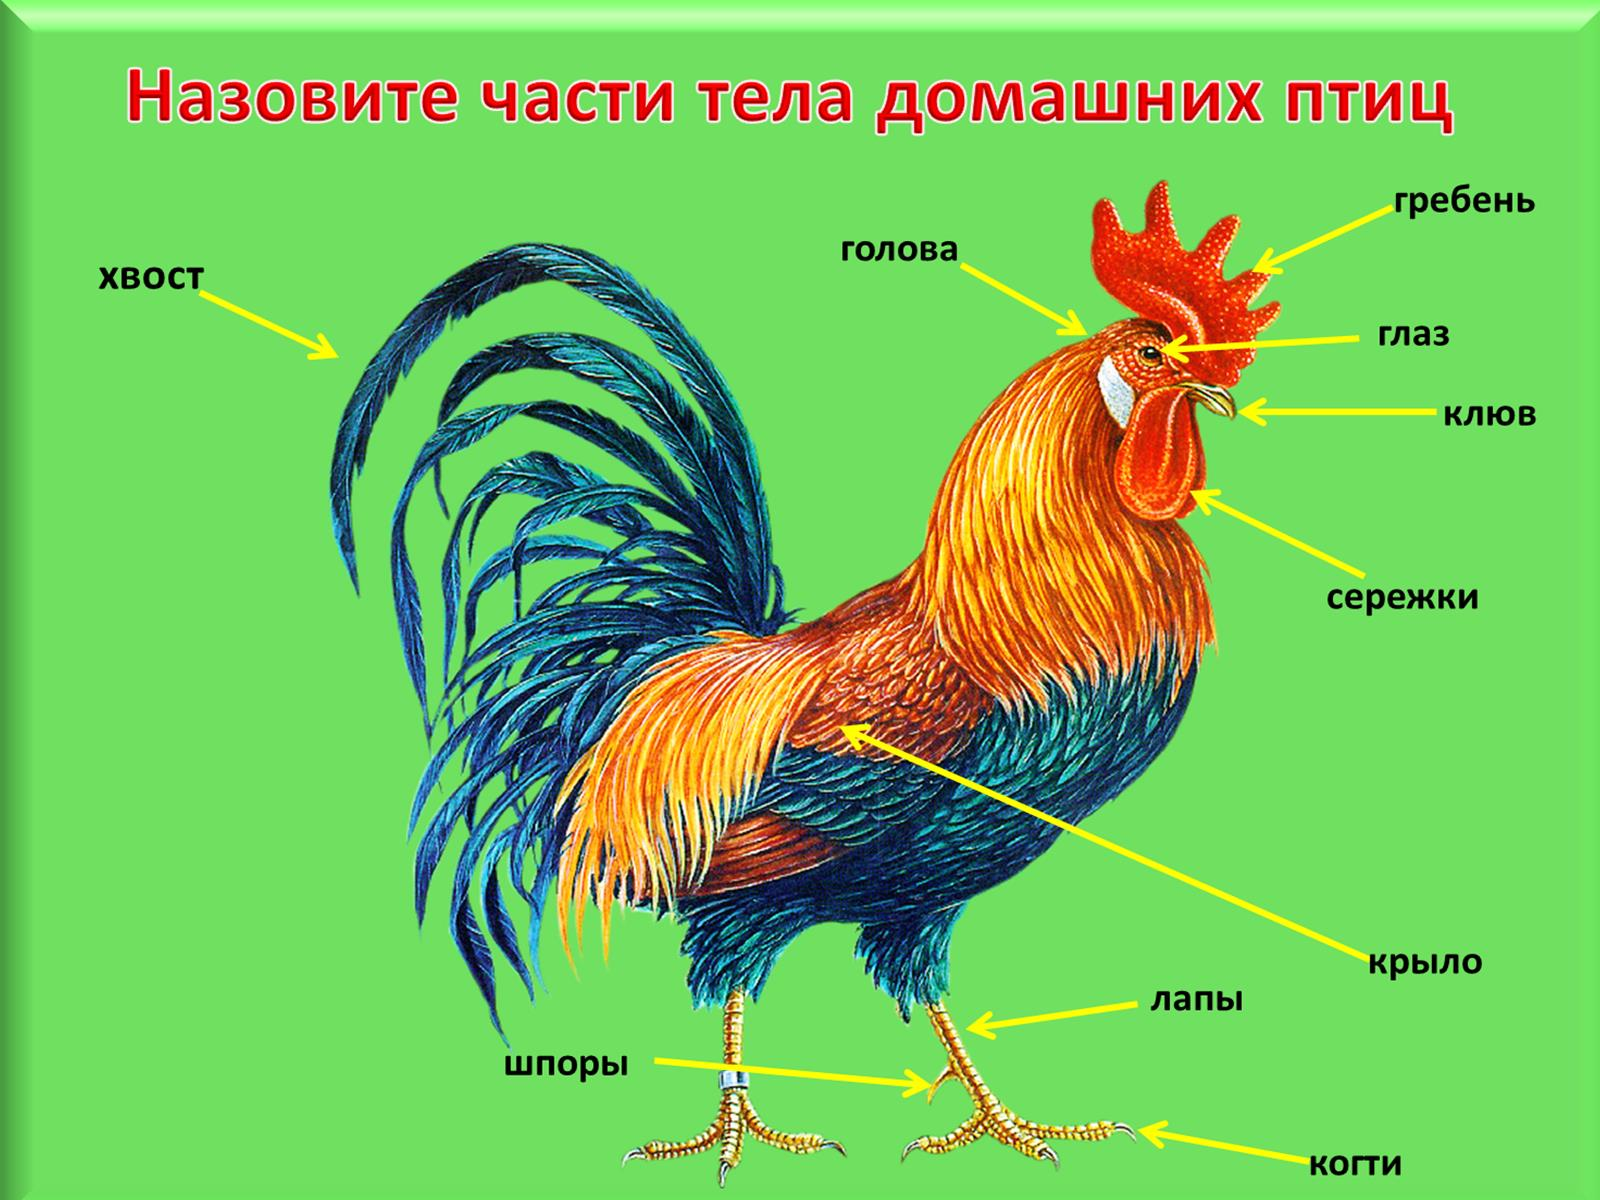 Назовите части тела домашних птиц
гребень
голова
хвост
глаз
клюв
сережки
крыло
лапы
шпоры
когти